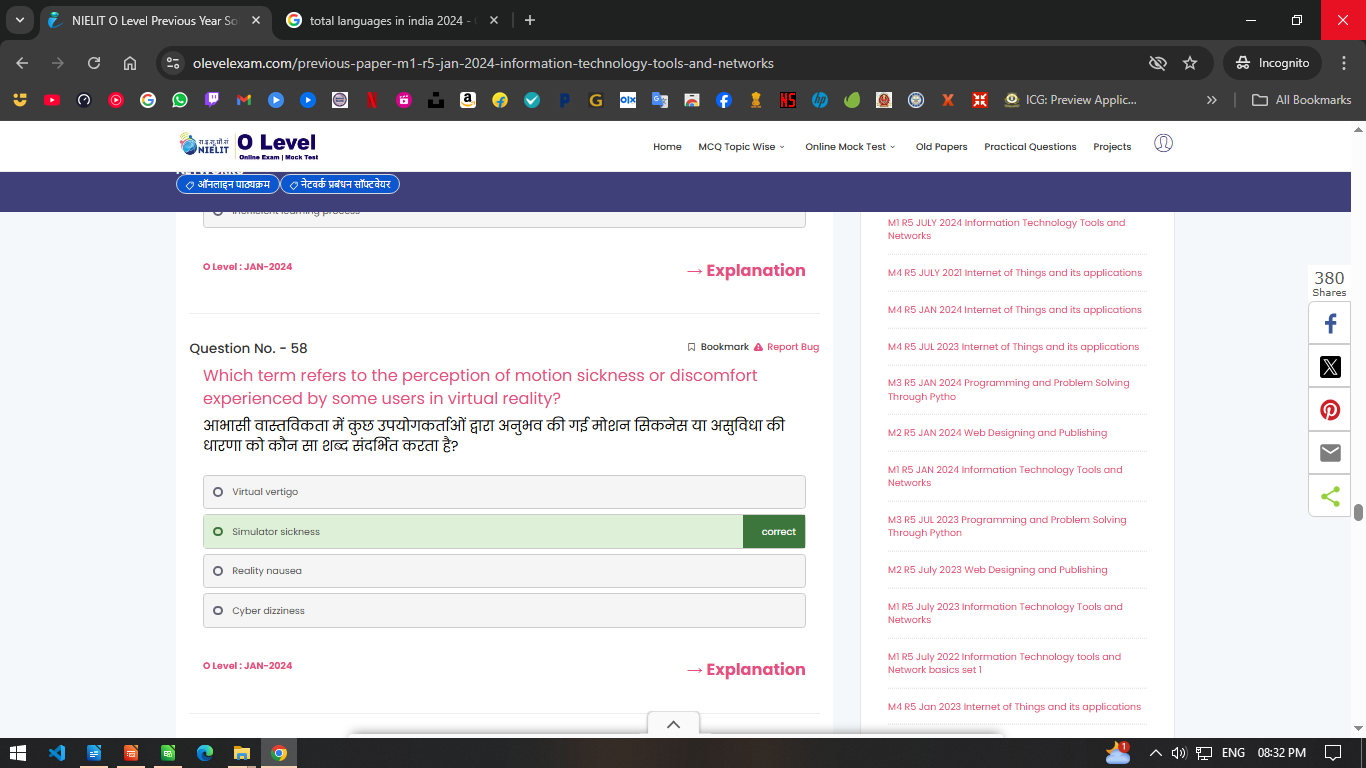 NIELIT O Level Previous Year So
total languages in india 2024 -
olevelexam.com/previous-paper-m1-r5-jan-2024-information-technology-tools-and-networks
Incognito
ICG: Preview Applic...
All Bookmarks
रा.इ.सू.प्रौ.सं
NIELIT
O Level
Online Exam | Mock Test
Home
MCQ Topic Wise
Online Mock Test
Old Papers
Practical Questions
Projects
ऑनलाइन पाठ्यक्रम
नेटवर्क प्रबंधन सॉफ्टवेयर
Inefficient learning process
O Level : JAN-2024
→ Explanation
Question No. - 58
Bookmark
Report Bug
Which term refers to the perception of motion sickness or discomfort
experienced by some users in virtual reality?
आभासी वास्तविकता में कुछ उपयोगकर्ताओं द्वारा अनुभव की गई मोशन सिकनेस या असुविधा की
धारणा को कौन सा शब्द संदर्भित करता है?
Virtual vertigo
Simulator sickness
correct
Reality nausea
Cyber dizziness
O Level : JAN-2024
→ Explanation
M1 R5 JULY 2024 Information Technology Tools and
Networks
M4 R5 JULY 2021 Internet of Things and its applications
M4 R5 JAN 2024 Internet of Things and its applications
M4 R5 JUL 2023 Internet of Things and its applications
M3 R5 JAN 2024 Programming and Problem Solving
Through Pytho
M2 R5 JAN 2024 Web Designing and Publishing
M1 R5 JAN 2024 Information Technology Tools and
Networks
M3 R5 JUL 2023 Programming and Problem Solving
Through Python
M2 R5 July 2023 Web Designing and Publishing
M1 R5 July 2023 Information Technology Tools and
Networks
M1 R5 July 2022 Information Technology tools and
Network basics set 1
M4 R5 Jan 2023 Internet of Things and its applications
380
Shares
1
ENG
08:32 PM